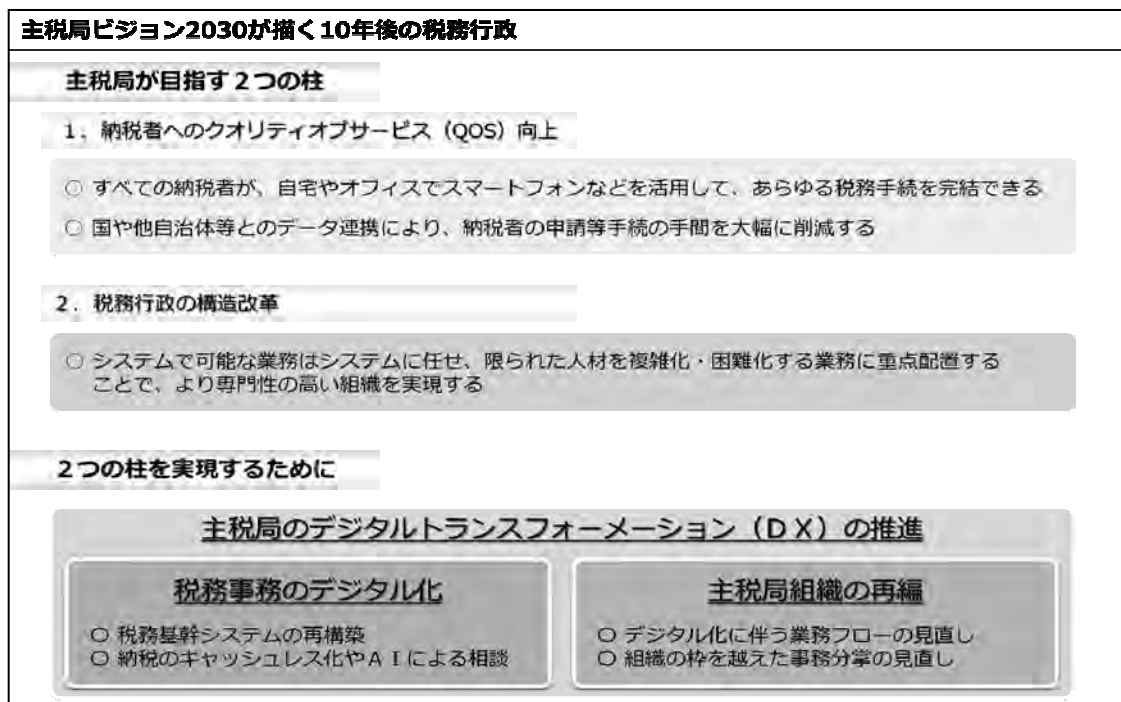 主税局ビジョン2030が描く10年後の税務行政
主税局が目指す2つの柱
1．納税者へのクオリティオブサービス（QOS）向上
○ すべての納税者が、自宅やオフィスでスマートフォンなどを活用して、あらゆる税務手続を完結できる
○ 国や他自治体等とのデータ連携により、納税者の申請等手続の手間を大幅に削減する
2．税務行政の構造改革
○ システムで可能な業務はシステムに任せ、限られた人材を複雑化・困難化する業務に重点配置する
ことで、より専門性の高い組織を実現する
2つの柱を実現するために
主税局のデジタルトランスフォーメーション（ＤＸ）の推進
税務事務のデジタル化
○ 税務基幹システムの再構築
○ 納税のキャッシュレス化やＡＩによる相談
主税局組織の再編
○ デジタル化に伴う業務フローの見直し
○ 組織の枠を越えた事務分掌の見直し